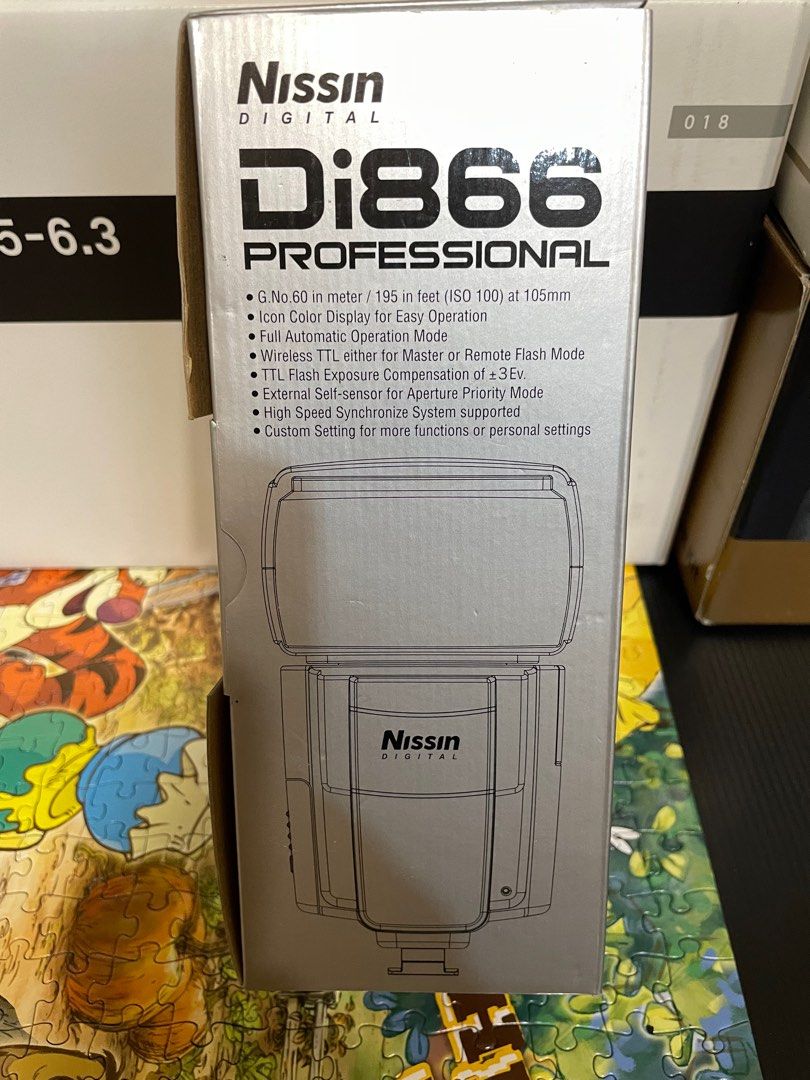 Nissin
DIGITAL
Di866
PROFESSIONAL
• G.No.60 in meter / 195 in feet (ISO 100) at 105mm
• Icon Color Display for Easy Operation
• Full Automatic Operation Mode
• Wireless TTL either for Master or Remote Flash Mode
• TTL Flash Exposure Compensation of ±3Ev.
• External Self-sensor for Aperture Priority Mode
• High Speed Synchronize System supported
• Custom Setting for more functions or personal settings
Nissin
DIGITAL
5-6.3
018